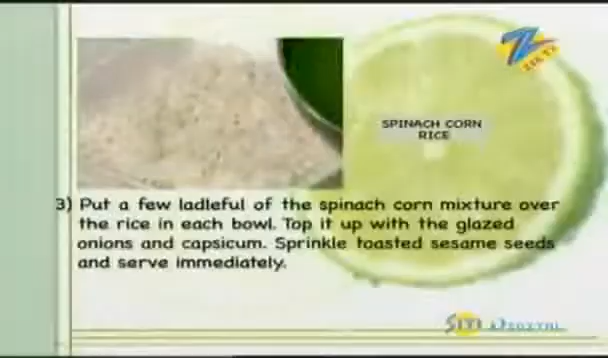 SPINACH CORN
RICE
3) Put a few ladleful of the spinach corn mixture over
the rice in each bowl. Top it up with the glazed
onions and capsicum. Sprinkle toasted sesame seeds
and serve immediately.